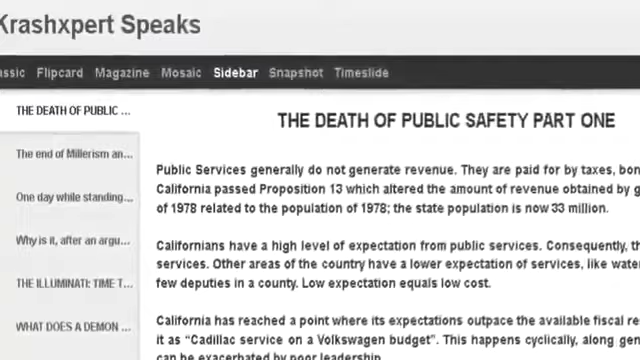 Krashxpert Speaks
assic Flipcard Magazine Mosaic Sidebar Snapshot Timeslide
THE DEATH OF PUBLIC ...
The end of Millerism an...
One day while standing...
Why is it, after an argu...
THE ILLUMINATI: TIME T...
WHAT DOES A DEMON ...
THE DEATH OF PUBLIC SAFETY PART ONE
Public Services generally do not generate revenue. They are paid for by taxes, bon
California passed Proposition 13 which altered the amount of revenue obtained by g
of 1978 related to the population of 1978; the state population is now 33 million.
Californians have a high level of expectation from public services. Consequently, th
services. Other areas of the country have a lower expectation of services, like water
few deputies in a county. Low expectation equals low cost.
California has reached a point where its expectations outpace the available fiscal re
it as “Cadillac service on a Volkswagen budget”. This happens cyclically, along gen
can be exacerbated by poor leadership.